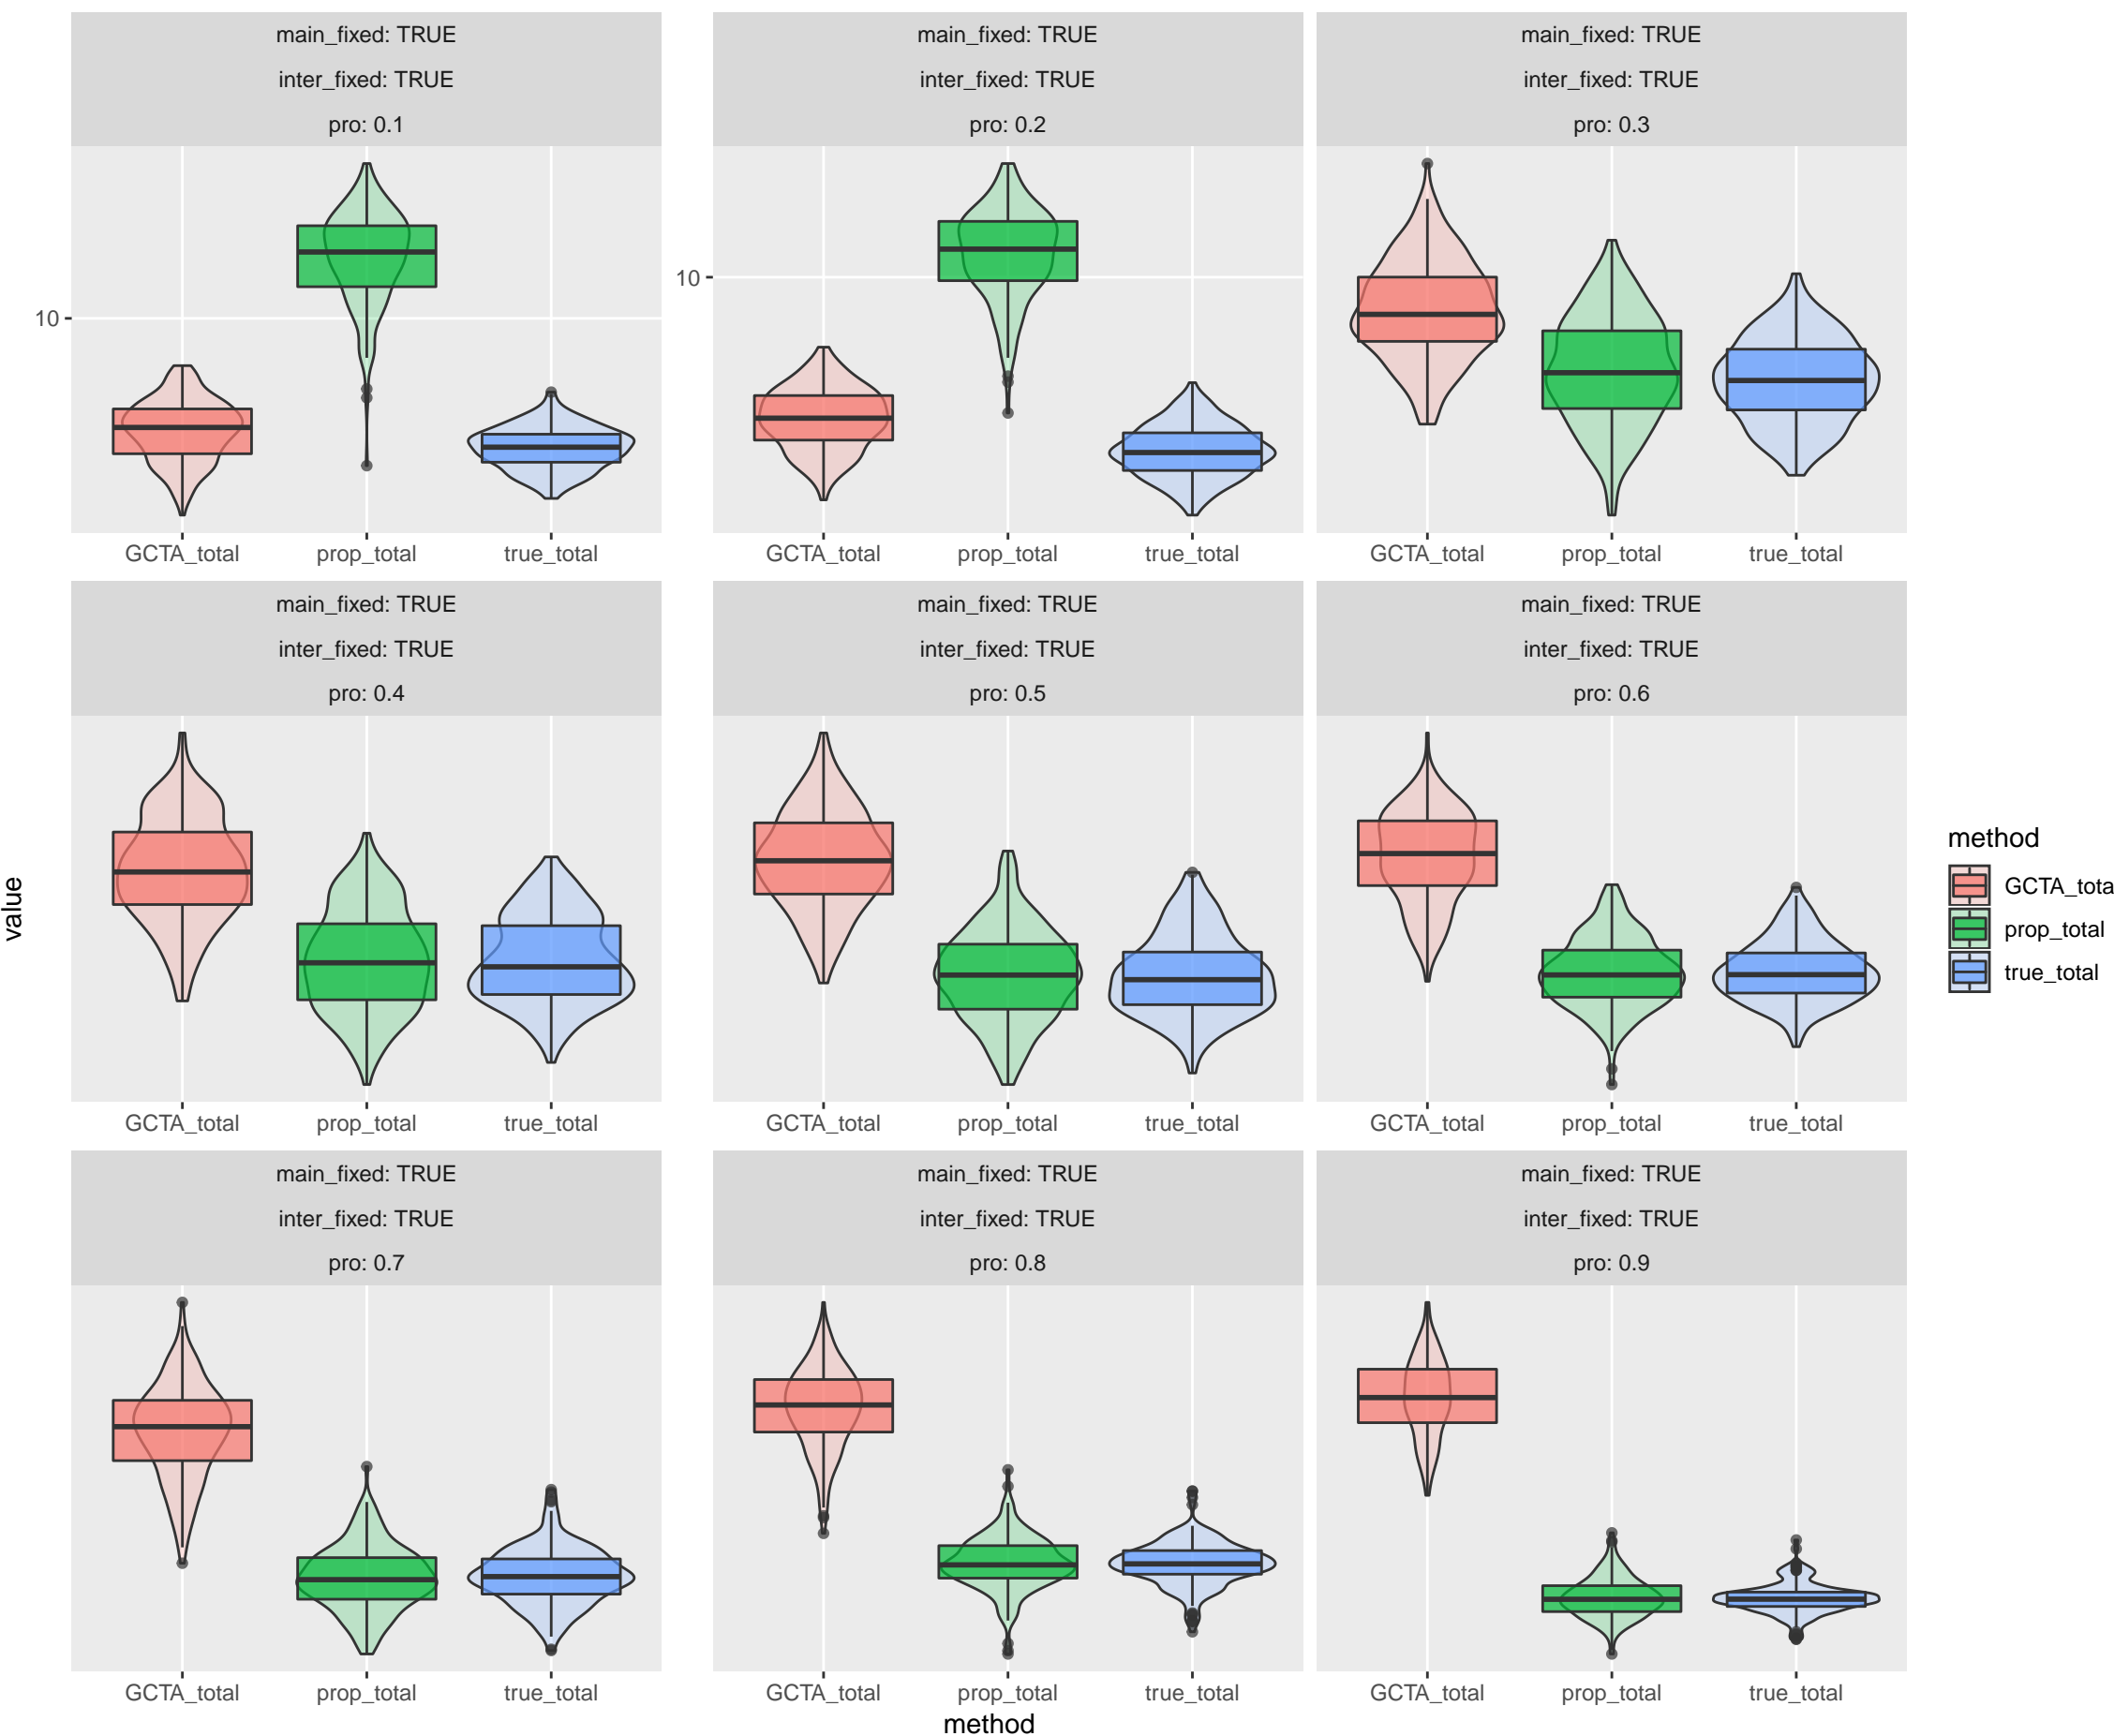 main_fixed: TRUE
inter_fixed: TRUE
pro: 0.1
main_fixed: TRUE
inter_fixed: TRUE
pro: 0.2
main_fixed: TRUE
inter_fixed: TRUE
pro: 0.3
10
10
GCTA_total prop_total true_total
GCTA_total prop_total true_total
GCTA_total prop_total true_total
main_fixed: TRUE
inter_fixed: TRUE
pro: 0.4
main_fixed: TRUE
inter_fixed: TRUE
pro: 0.5
main_fixed: TRUE
inter_fixed: TRUE
pro: 0.6
GCTA_total prop_total true_total
GCTA_total prop_total true_total
GCTA_total prop_total true_total
main_fixed: TRUE
inter_fixed: TRUE
pro: 0.7
main_fixed: TRUE
inter_fixed: TRUE
pro: 0.8
main_fixed: TRUE
inter_fixed: TRUE
pro: 0.9
GCTA_total prop_total true_total
GCTA_total prop_total true_total
GCTA_total prop_total true_total
method
value
method
GCTA_tota
prop_total
true_total